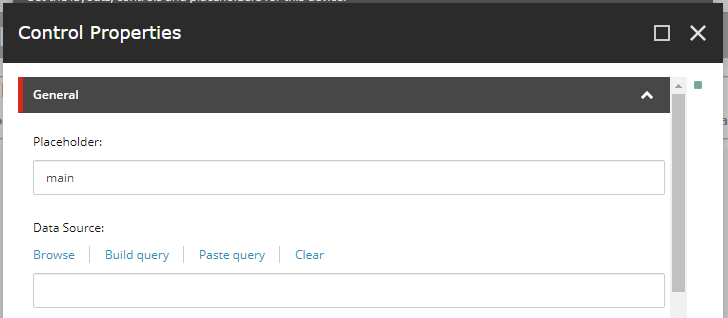 Control Properties
General
Placeholder:
main
Data Source:
Browse
Build query
Paste query
Clear